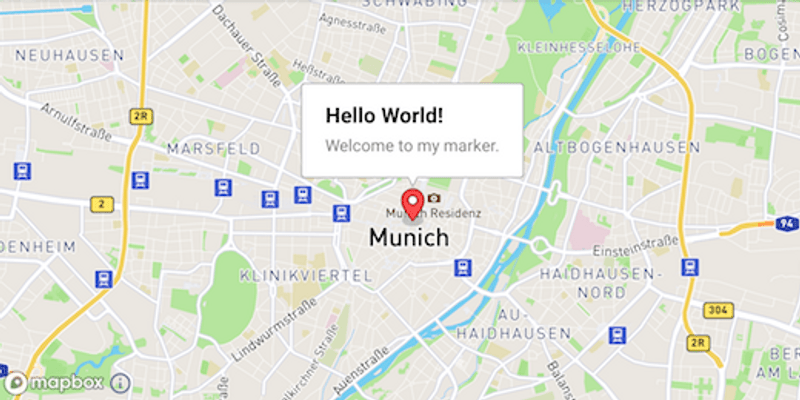 SCHWABING
HERZOGPARK
Dachauer Straße
Agnesstraße
NEUHAUSEN
KLEINHESSELOHE
BOGEN
Heßstraße
Hello World!
Welcome to my marker.
Arnulfstraße
2R
MARSFELD
ALTBOGENHAUSEN
2
Munich Residenz
Munich
94
DENHEIM
Einsteinstraße
KLINIKVIERTEL
HAIDHAUSEN-
NORD
304
AU-
HAIDHAUSEN
Lindwurmstraße
2R
BER
AM L
Auenstraße
mapbox